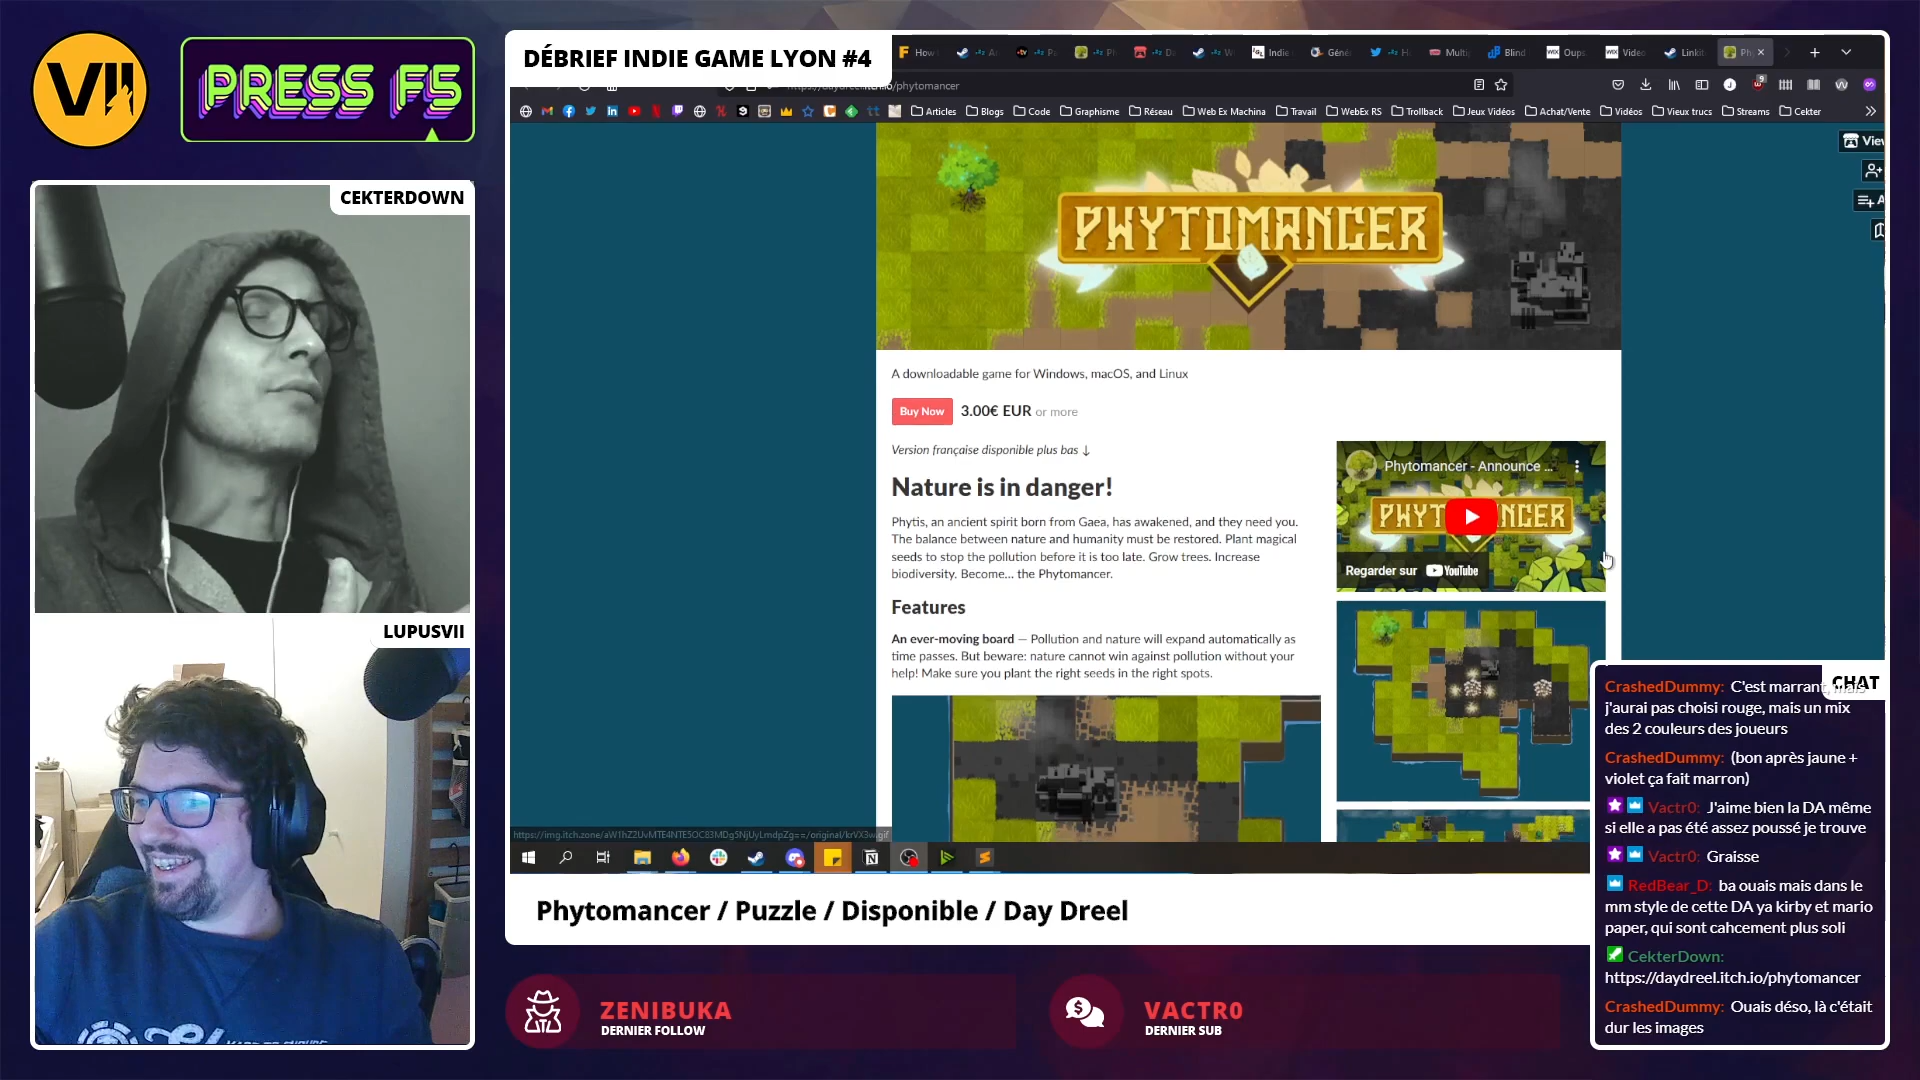 VII
PRESS F5
DÉBRIEF INDIE GAME LYON #4
CEKTERDOWN
LUPUSVII
Articles
Blogs
Code
Graphisme
Réseau
Web Ex Machina
Travail
WebEx RS
Trollback
Jeux Vidéos
Achat/Vente
Vidéos
Vieux trucs
Streams
Cekter
PHYTOMANCER
A downloadable game for Windows, macOS, and Linux
Buy Now 3.00€ EUR or more
Version française disponible plus bas ↓
Nature is in danger!
Phytis, an ancient spirit born from Gaea, has awakened, and they need you.
The balance between nature and humanity must be restored. Plant magical
seeds to stop the pollution before it is too late. Grow trees. Increase
biodiversity. Become... the Phytomancer.
Features
An ever-moving board — Pollution and nature will expand automatically as
time passes. But beware: nature cannot win against pollution without your
help! Make sure you plant the right seeds in the right spots.
Phytomancer - Announce ...
Regarder sur YouTube
Phytomancer / Puzzle / Disponible / Day Dreel
ZENIBUKA
DERNIER FOLLOW
VACTR0
DERNIER SUB
CHAT
CrashedDummy: C'est marrant, mais
j'aurai pas choisi rouge, mais un mix
des 2 couleurs des joueurs
CrashedDummy: (bon après jaune +
violet ça fait marron)
Vactr0: J'aime bien la DA même
si elle a pas été assez poussé je trouve
Vactr0: Graisse
RedBear_D: ba ouais mais dans le
mm style de cette DA ya kirby et mario
paper, qui sont cahcement plus soli
CekterDown:
https://daydreel.itch.io/phytomancer
CrashedDummy: Ouais déso, là c'était
dur les images